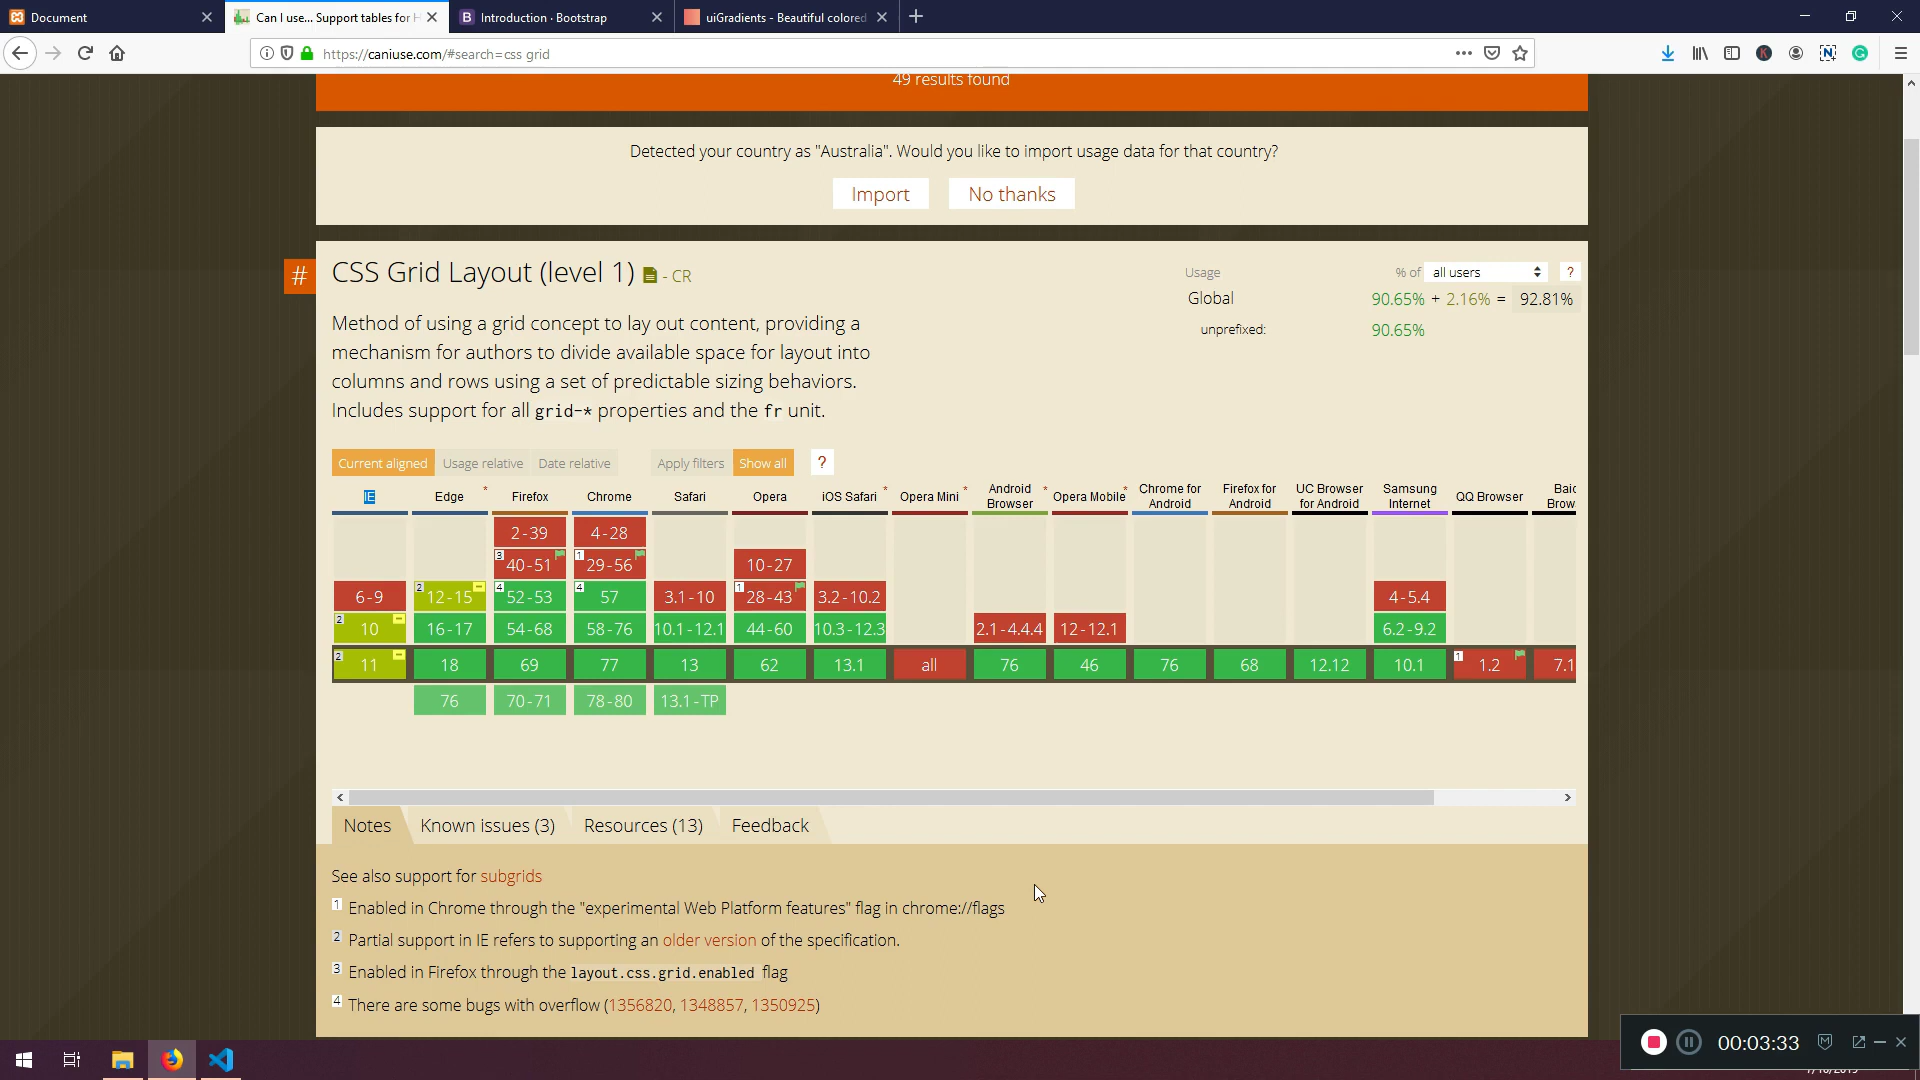 Document
Can I use... Support tables for H
Introduction · Bootstrap
uiGradients - Beautiful colored
https://caniuse.com/#search=css grid
49 results found
Detected your country as "Australia". Would you like to import usage data for that country?
Import
No thanks
#
CSS Grid Layout (level 1) - CR
Usage % of all users ?
Global 90.65% + 2.16% = 92.81%
unprefixed: 90.65%
Method of using a grid concept to lay out content, providing a
mechanism for authors to divide available space for layout into
columns and rows using a set of predictable sizing behaviors.
Includes support for all grid-* properties and the fr unit.
Current aligned Usage relative Date relative Apply filters Show all ?
IE Edge * Firefox Chrome Safari Opera iOS Safari * Opera Mini * Android Browser * Opera Mobile * Chrome for Android Firefox for Android UC Browser for Android Samsung Internet QQ Browser Baid Brow
2-39 4-28
3 40-51 1 29-56 10-27
6-9 2 12-15 4 52-53 4 57 3.1-10 1 28-43 3.2-10.2 4-5.4
2 10 16-17 54-68 58-76 10.1-12.1 44-60 10.3-12.3 2.1-4.4.4 12-12.1 6.2-9.2
2 11 18 69 77 13 62 13.1 all 76 46 76 68 12.12 10.1 1 1.2 7.1
76 70-71 78-80 13.1-TP
Notes Known issues (3) Resources (13) Feedback
See also support for subgrids
1 Enabled in Chrome through the "experimental Web Platform features" flag in chrome://flags
2 Partial support in IE refers to supporting an older version of the specification.
3 Enabled in Firefox through the layout.css.grid.enabled flag
4 There are some bugs with overflow (1356820, 1348857, 1350925)
00:03:33